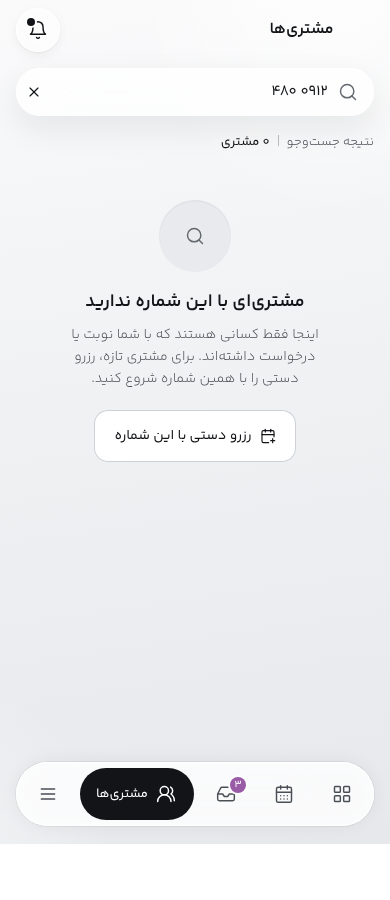 مشتری‌ها
۰۹۱۲ ۴۸۰
نتیجه جست‌وجو | ۰ مشتری
مشتری‌ای با این شماره ندارید
اینجا فقط کسانی هستند که با شما نوبت یا
درخواست داشته‌اند. برای مشتری تازه، رزرو
دستی را با همین شماره شروع کنید.
رزرو دستی با این شماره
۳
مشتری‌ها